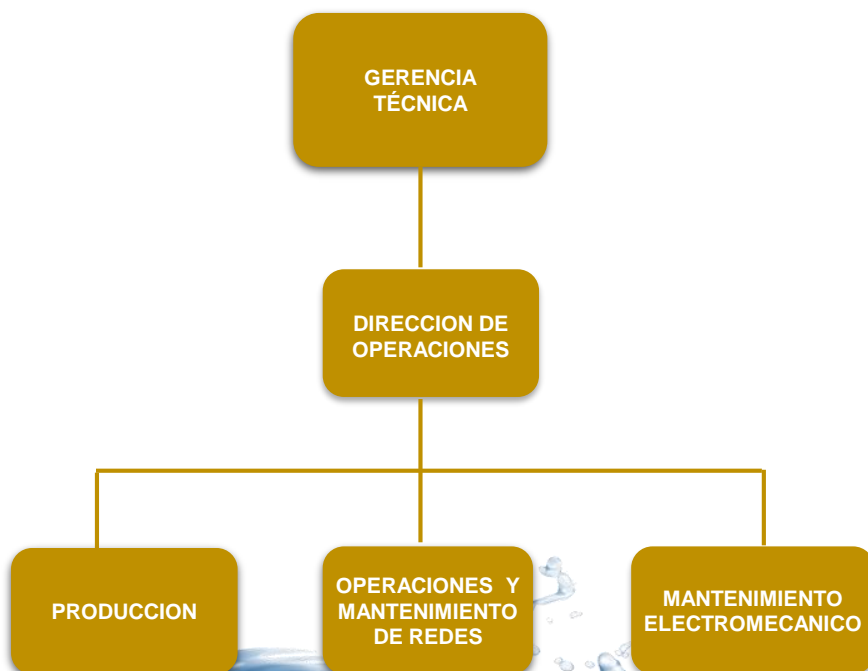 GERENCIA
TÉCNICA
DIRECCION DE
OPERACIONES
PRODUCCION
OPERACIONES Y
MANTENIMIENTO
DE REDES
MANTENIMIENTO
ELECTROMECANICO